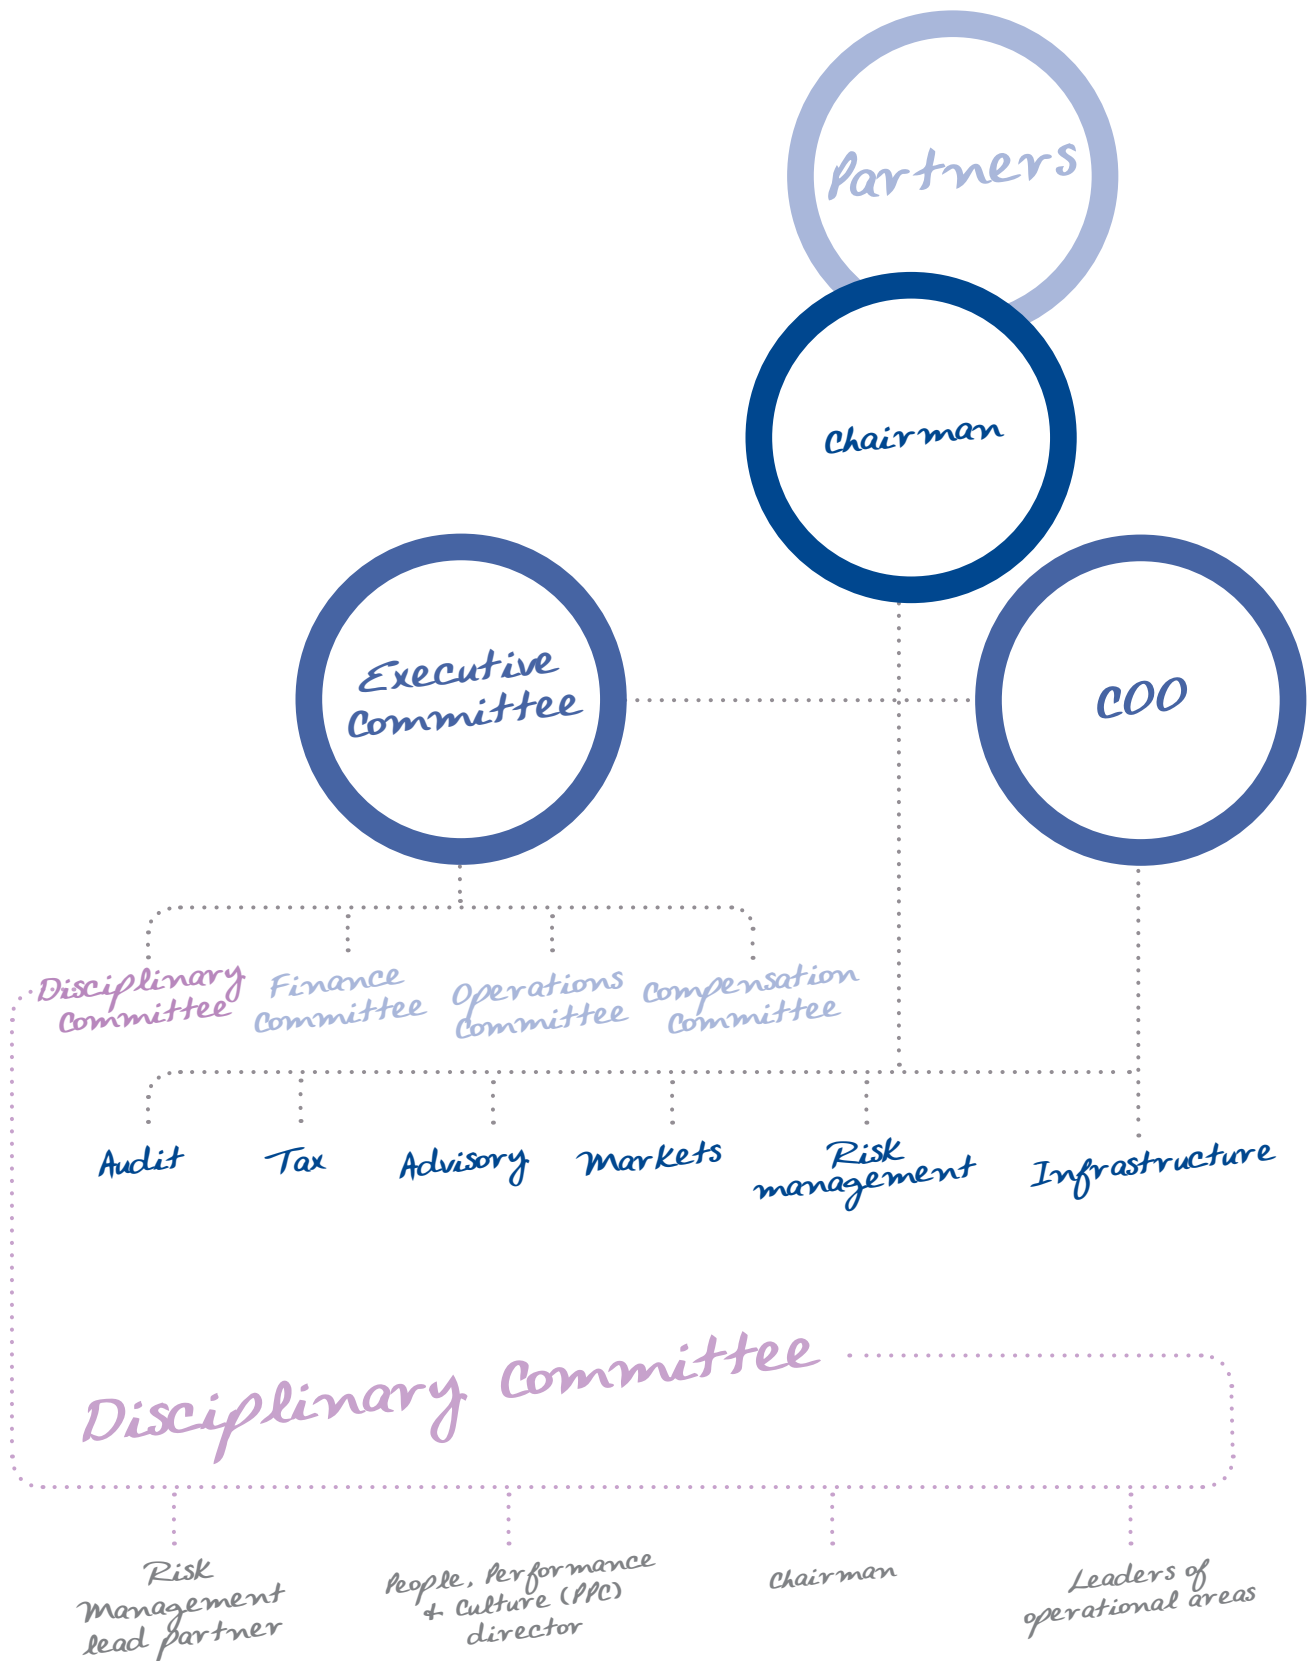 Partners
Chairman
Executive
Committee
COO
Disciplinary
Committee
Finance
Committee
Operations
Committee
Compensation
Committee
Audit
Tax
Advisory
Markets
Risk
management
Infrastructure
Disciplinary Committee
Risk
Management
lead partner
People, Performance
& Culture (PPC)
director
Chairman
Leaders of
operational areas